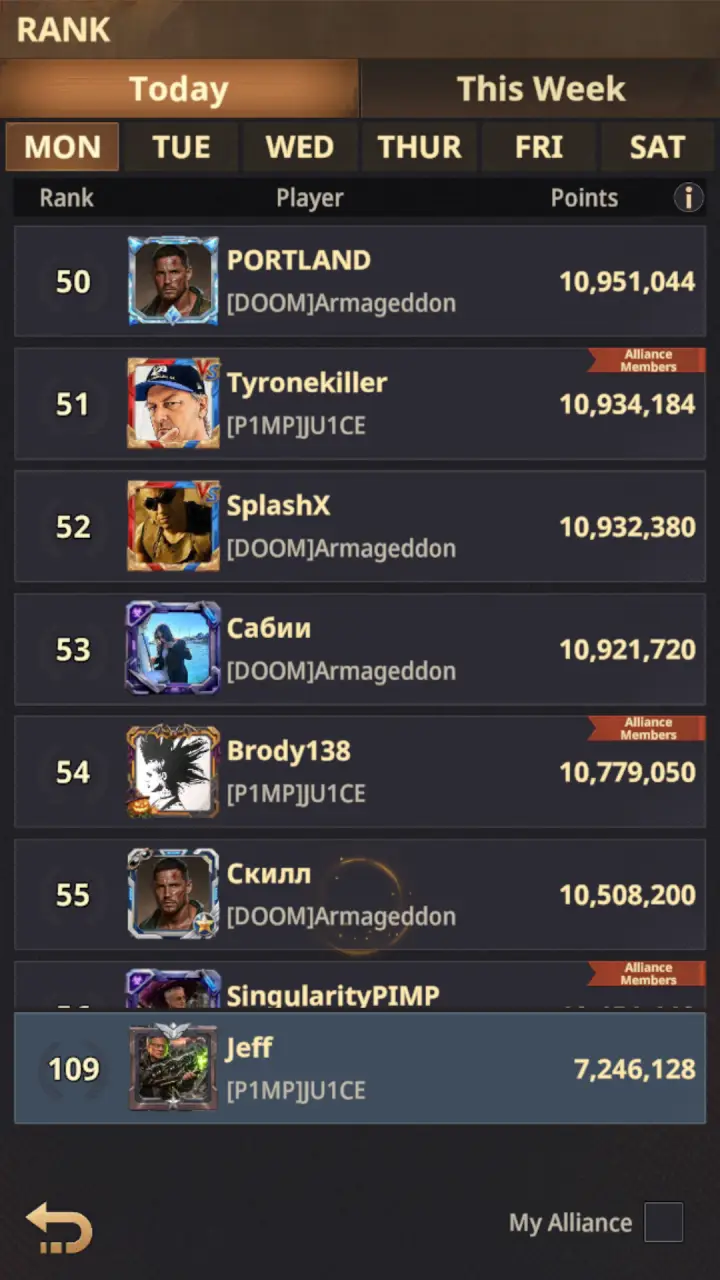 RANK
Today
This Week
MON
TUE
WED
THUR
FRI
SAT
Rank
Player
Points
i
50
PORTLAND
[DOOM]Armageddon
10,951,044
Alliance
Members
51
VS
Tyronekiller
[P1MP]JU1CE
10,934,184
52
VS
SplashX
[DOOM]Armageddon
10,932,380
53
Сабии
[DOOM]Armageddon
10,921,720
Alliance
Members
54
Brody138
[P1MP]JU1CE
10,779,050
55
Скилл
[DOOM]Armageddon
10,508,200
Alliance
Members
SingularityPIMP
109
Jeff
[P1MP]JU1CE
7,246,128
My Alliance